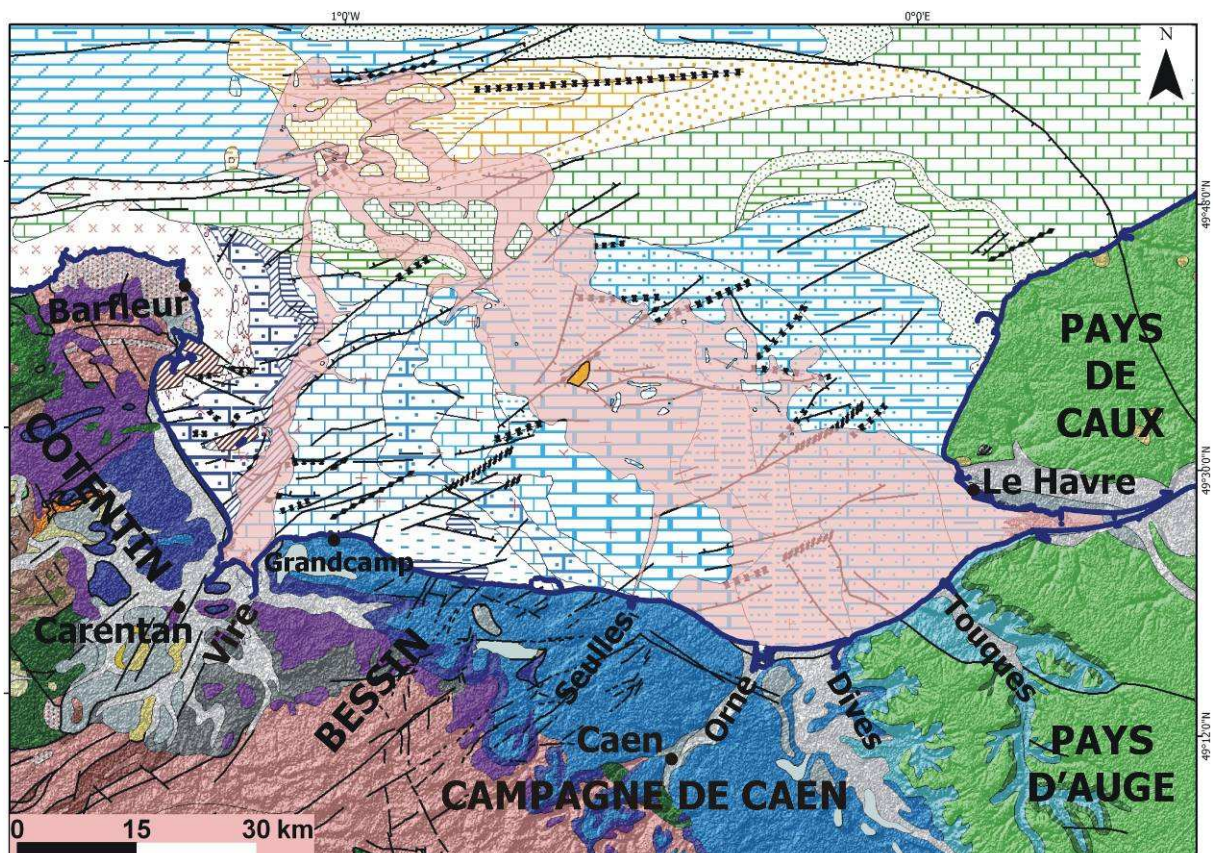 1°0'W
0°0'E
N
49°48'0"N
Barfleur
PAYS
DE
CAUX
COTENTIN
Le Havre
49°30'0"N
Grandcamp
Carentan
Vire
BESSIN
Seulles
Touques
Orne
Dives
Caen
49°12'0"N
CAMPAGNE DE CAEN
PAYS
D'AUGE
0 15 30 km